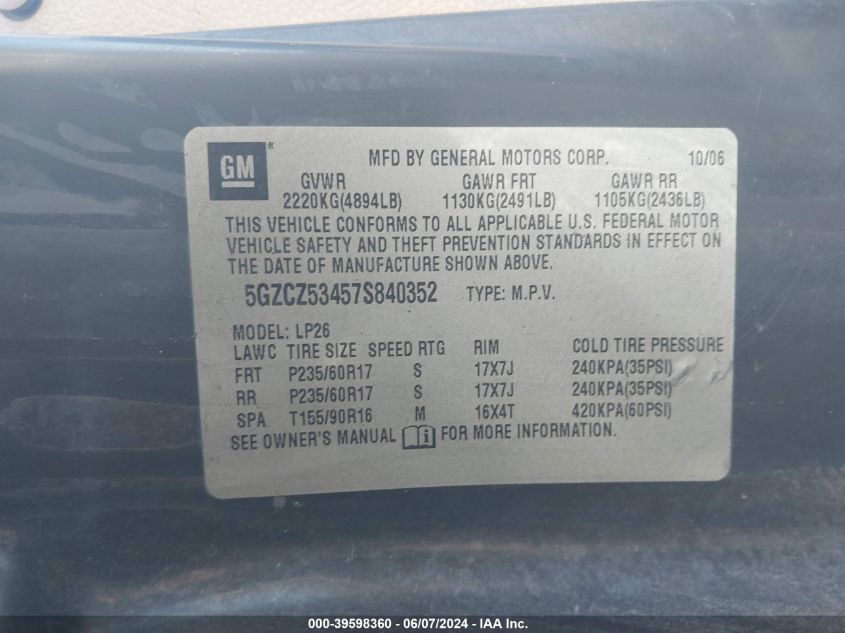 GM ® MFD BY GENERAL MOTORS CORP. 10/06
GVWR GAWR FRT GAWR RR
2220KG(4894LB) 1130KG(2491LB) 1105KG(2436LB)
THIS VEHICLE CONFORMS TO ALL APPLICABLE U.S. FEDERAL MOTOR
VEHICLE SAFETY AND THEFT PREVENTION STANDARDS IN EFFECT ON
THE DATE OF MANUFACTURE SHOWN ABOVE.
5GZCZ53457S840352 TYPE: M.P.V.
MODEL: LP26
LAWC TIRE SIZE SPEED RTG RIM COLD TIRE PRESSURE
FRT P235/60R17 S 17X7J 240KPA(35PSI)
RR P235/60R17 S 17X7J 240KPA(35PSI)
SPA T155/90R16 M 16X4T 420KPA(60PSI)
SEE OWNER'S MANUAL FOR MORE INFORMATION.
000-39598360 - 06/07/2024 - IAA Inc.